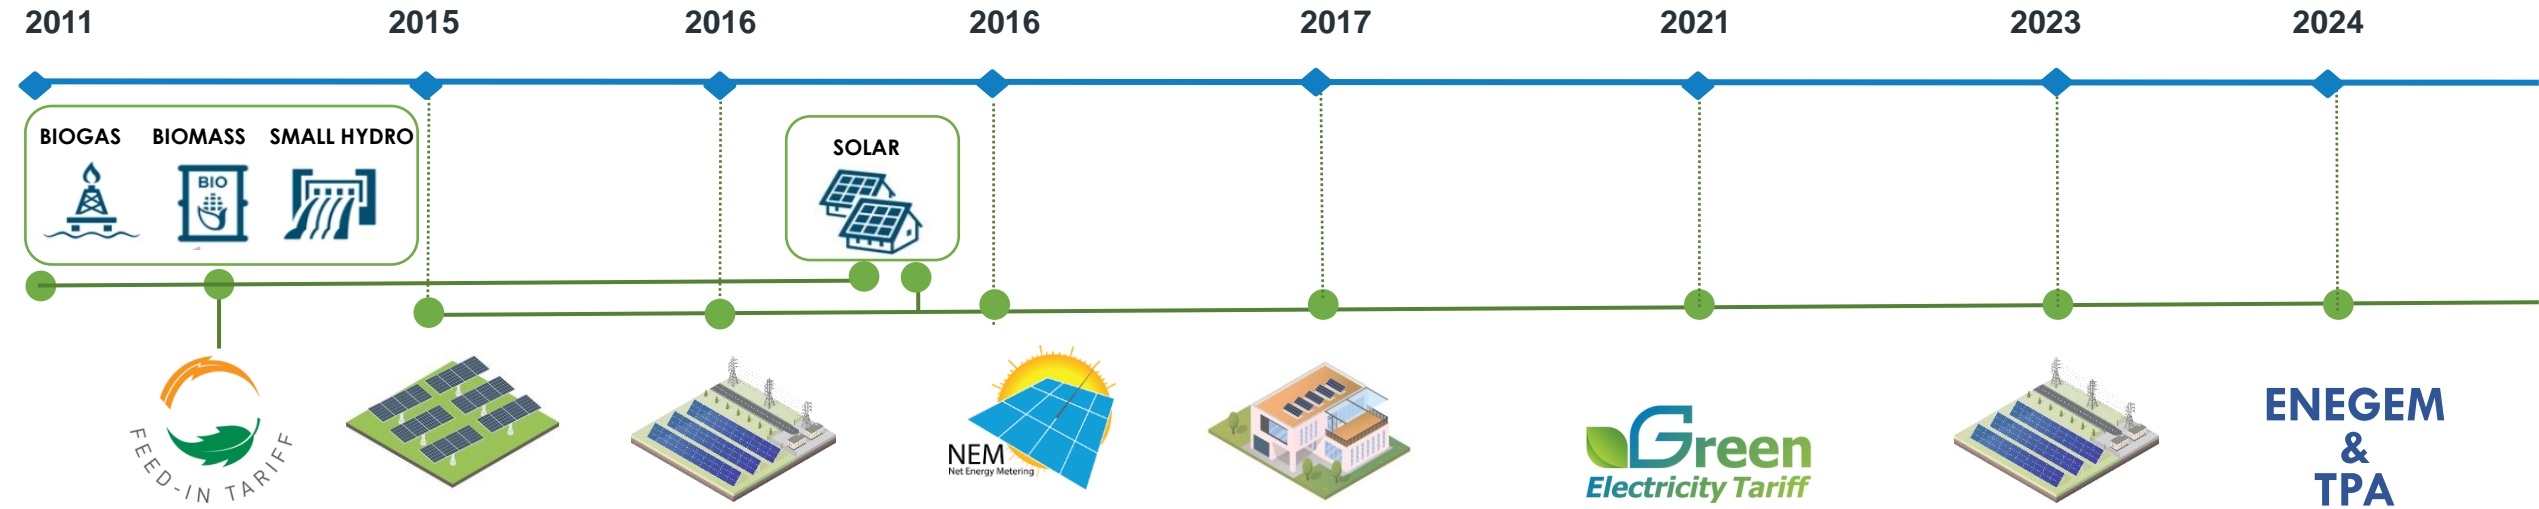 2011 2015 2016 2016 2017 2021 2023 2024
BIOGAS BIOMASS SMALL HYDRO
BIO
SOLAR
FEED-IN TARIFF
NEM
Net Energy Metering
Green
Electricity Tariff
ENEGEM
&
TPA